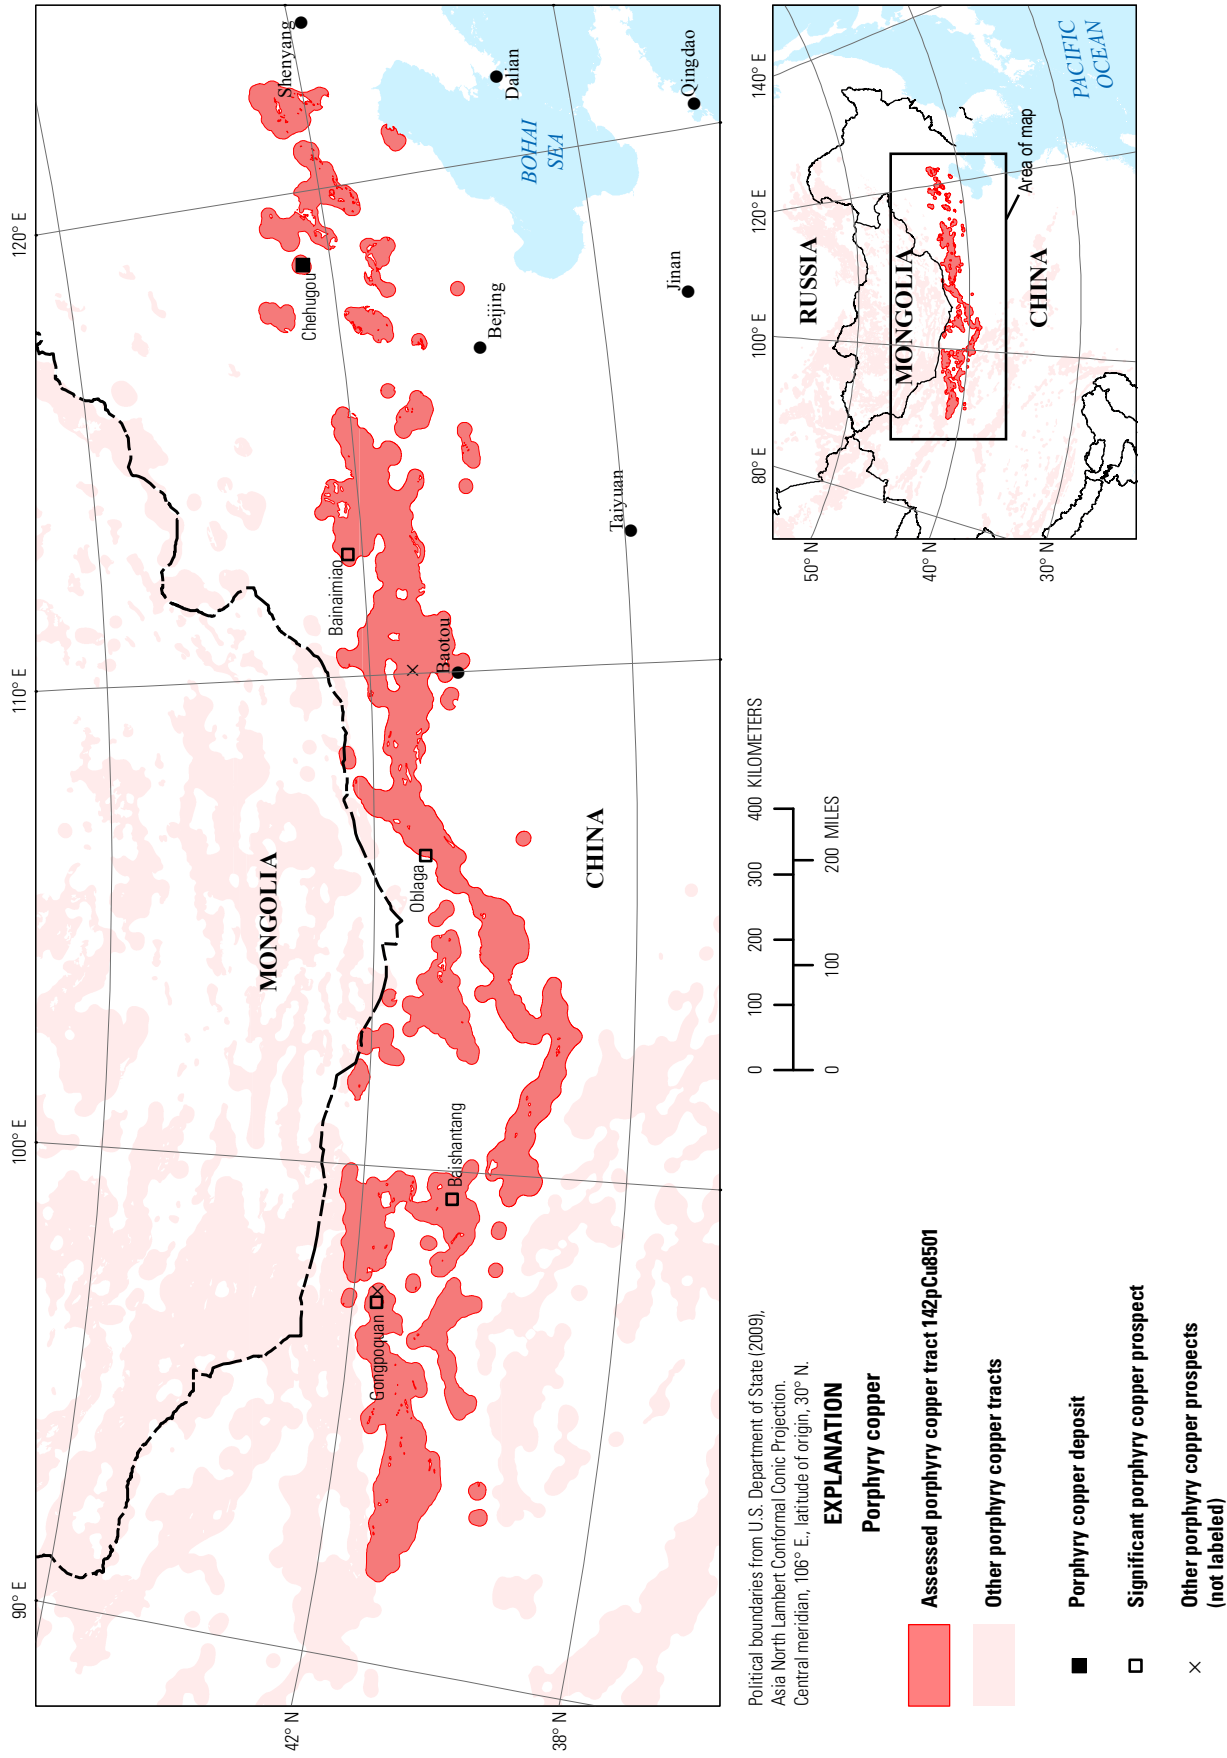 90° E
100° E
110° E
120° E
42° N
38° N
MONGOLIA
CHINA
BOHAI
SEA
Shenyang
Dalian
Qingdao
Jinan
Beijing
Taiyuan
Baotou
Chehugou
Bainaimiao
Oblaga
Baishantang
Gongpoquan
Political boundaries from U.S. Department of State (2009),
Asia North Lambert Conformal Conic Projection.
Central meridian, 106° E., latitude of origin, 30° N.
0 100 200 300 400 KILOMETERS
0 100 200 MILES
EXPLANATION
Porphyry copper
Assessed porphyry copper tract 142pCu8501
Other porphyry copper tracts
Porphyry copper deposit
Significant porphyry copper prospect
Other porphyry copper prospects
(not labeled)
80° E
100° E
120° E
140° E
50° N
40° N
30° N
RUSSIA
MONGOLIA
CHINA
PACIFIC
OCEAN
Area of map